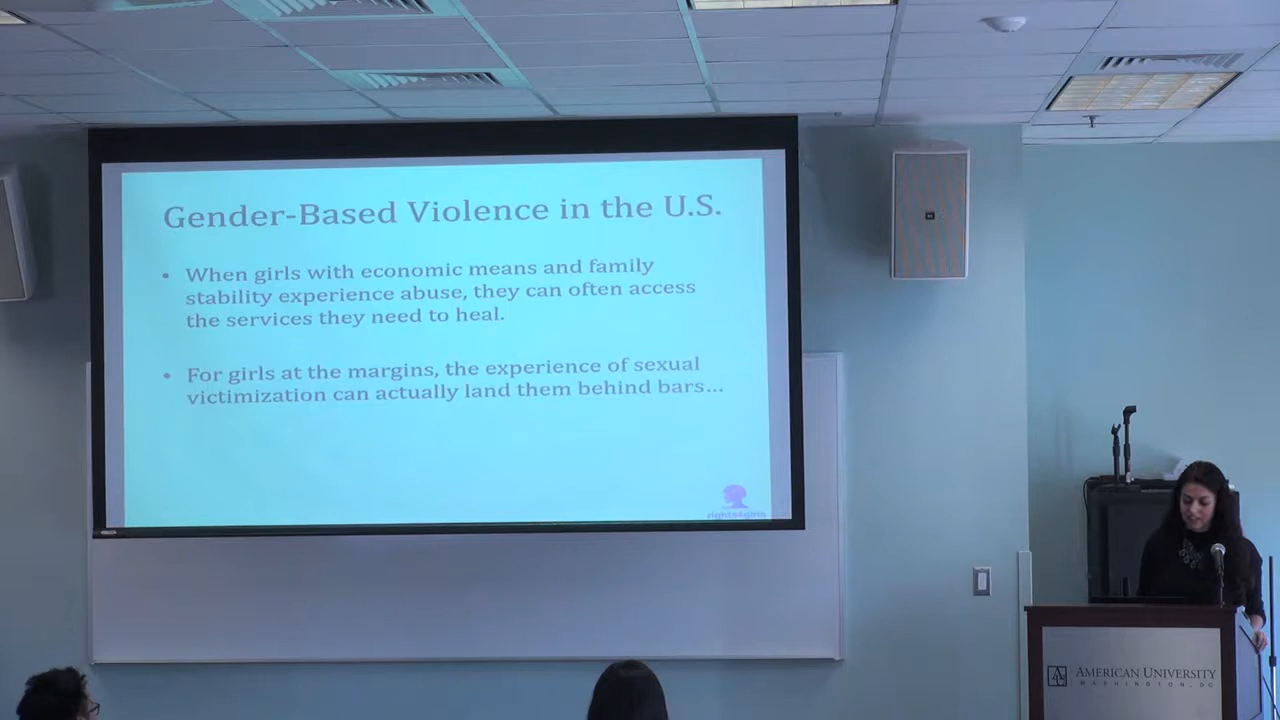 Gender-Based Violence in the U.S.
• When girls with economic means and family
stability experience abuse, they can often access
the services they need to heal.
• For girls at the margins, the experience of sexual
victimization can actually land them behind bars…
rights4girls
AMERICAN UNIVERSITY
WASHINGTON, DC